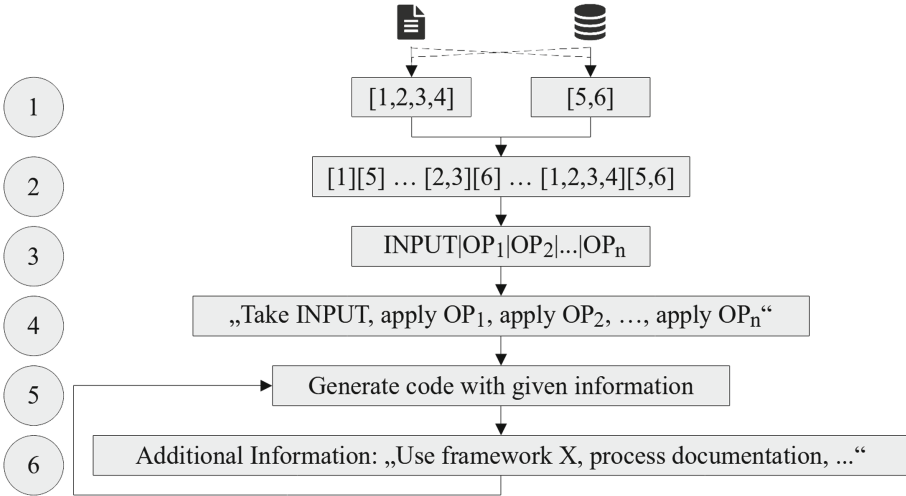 1
[1,2,3,4]
[5,6]
2
[1][5] … [2,3][6] … [1,2,3,4][5,6]
3
INPUT|OP₁|OP₂|...|OPₙ
4
„Take INPUT, apply OP₁, apply OP₂, …, apply OPₙ“
5
Generate code with given information
6
Additional Information: „Use framework X, process documentation, ...“